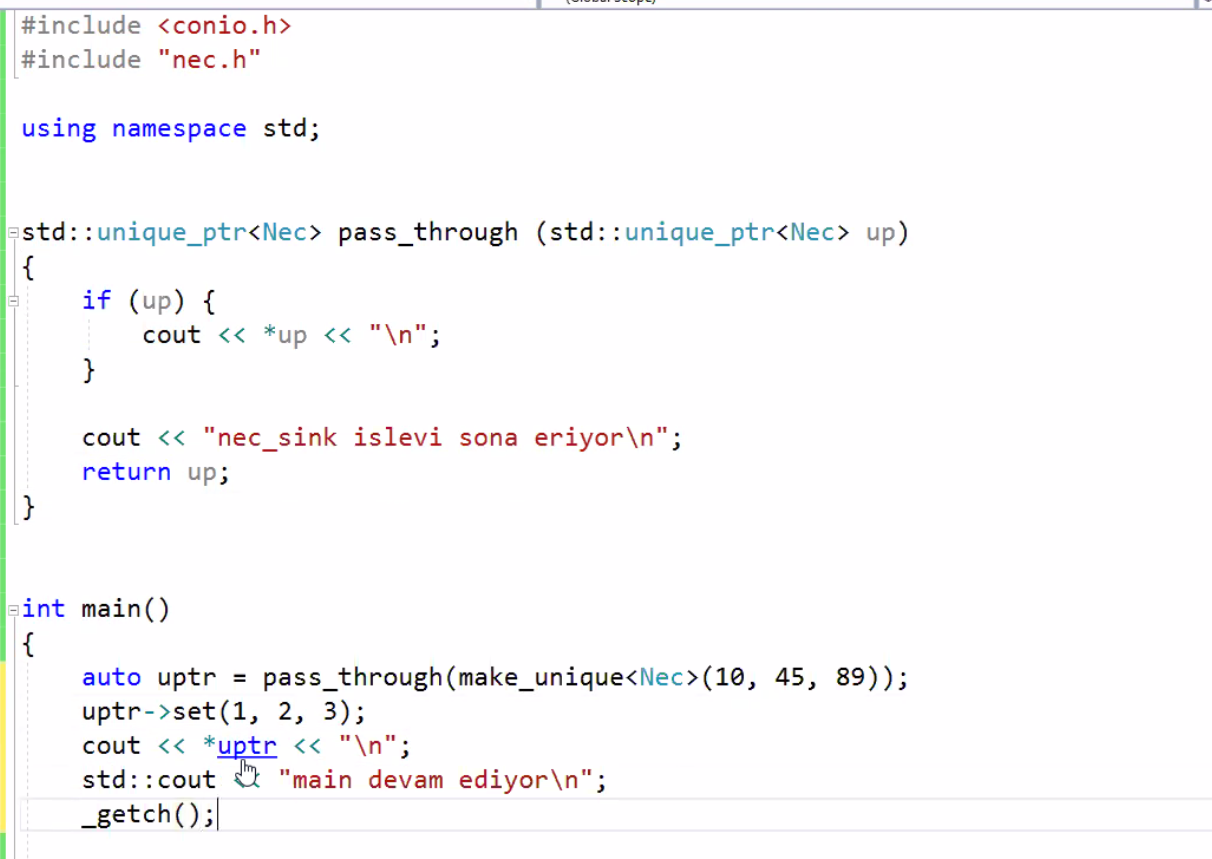 (Global Scope)
#include <conio.h>
#include "nec.h"
using namespace std;
std::unique_ptr<Nec> pass_through (std::unique_ptr<Nec> up)
{
    if (up) {
        cout << *up << "\n";
    }
    cout << "nec_sink islevi sona eriyor\n";
    return up;
}
int main()
{
    auto uptr = pass_through(make_unique<Nec>(10, 45, 89));
    uptr->set(1, 2, 3);
    cout << *uptr << "\n";
    std::cout << "main devam ediyor\n";
    _getch();